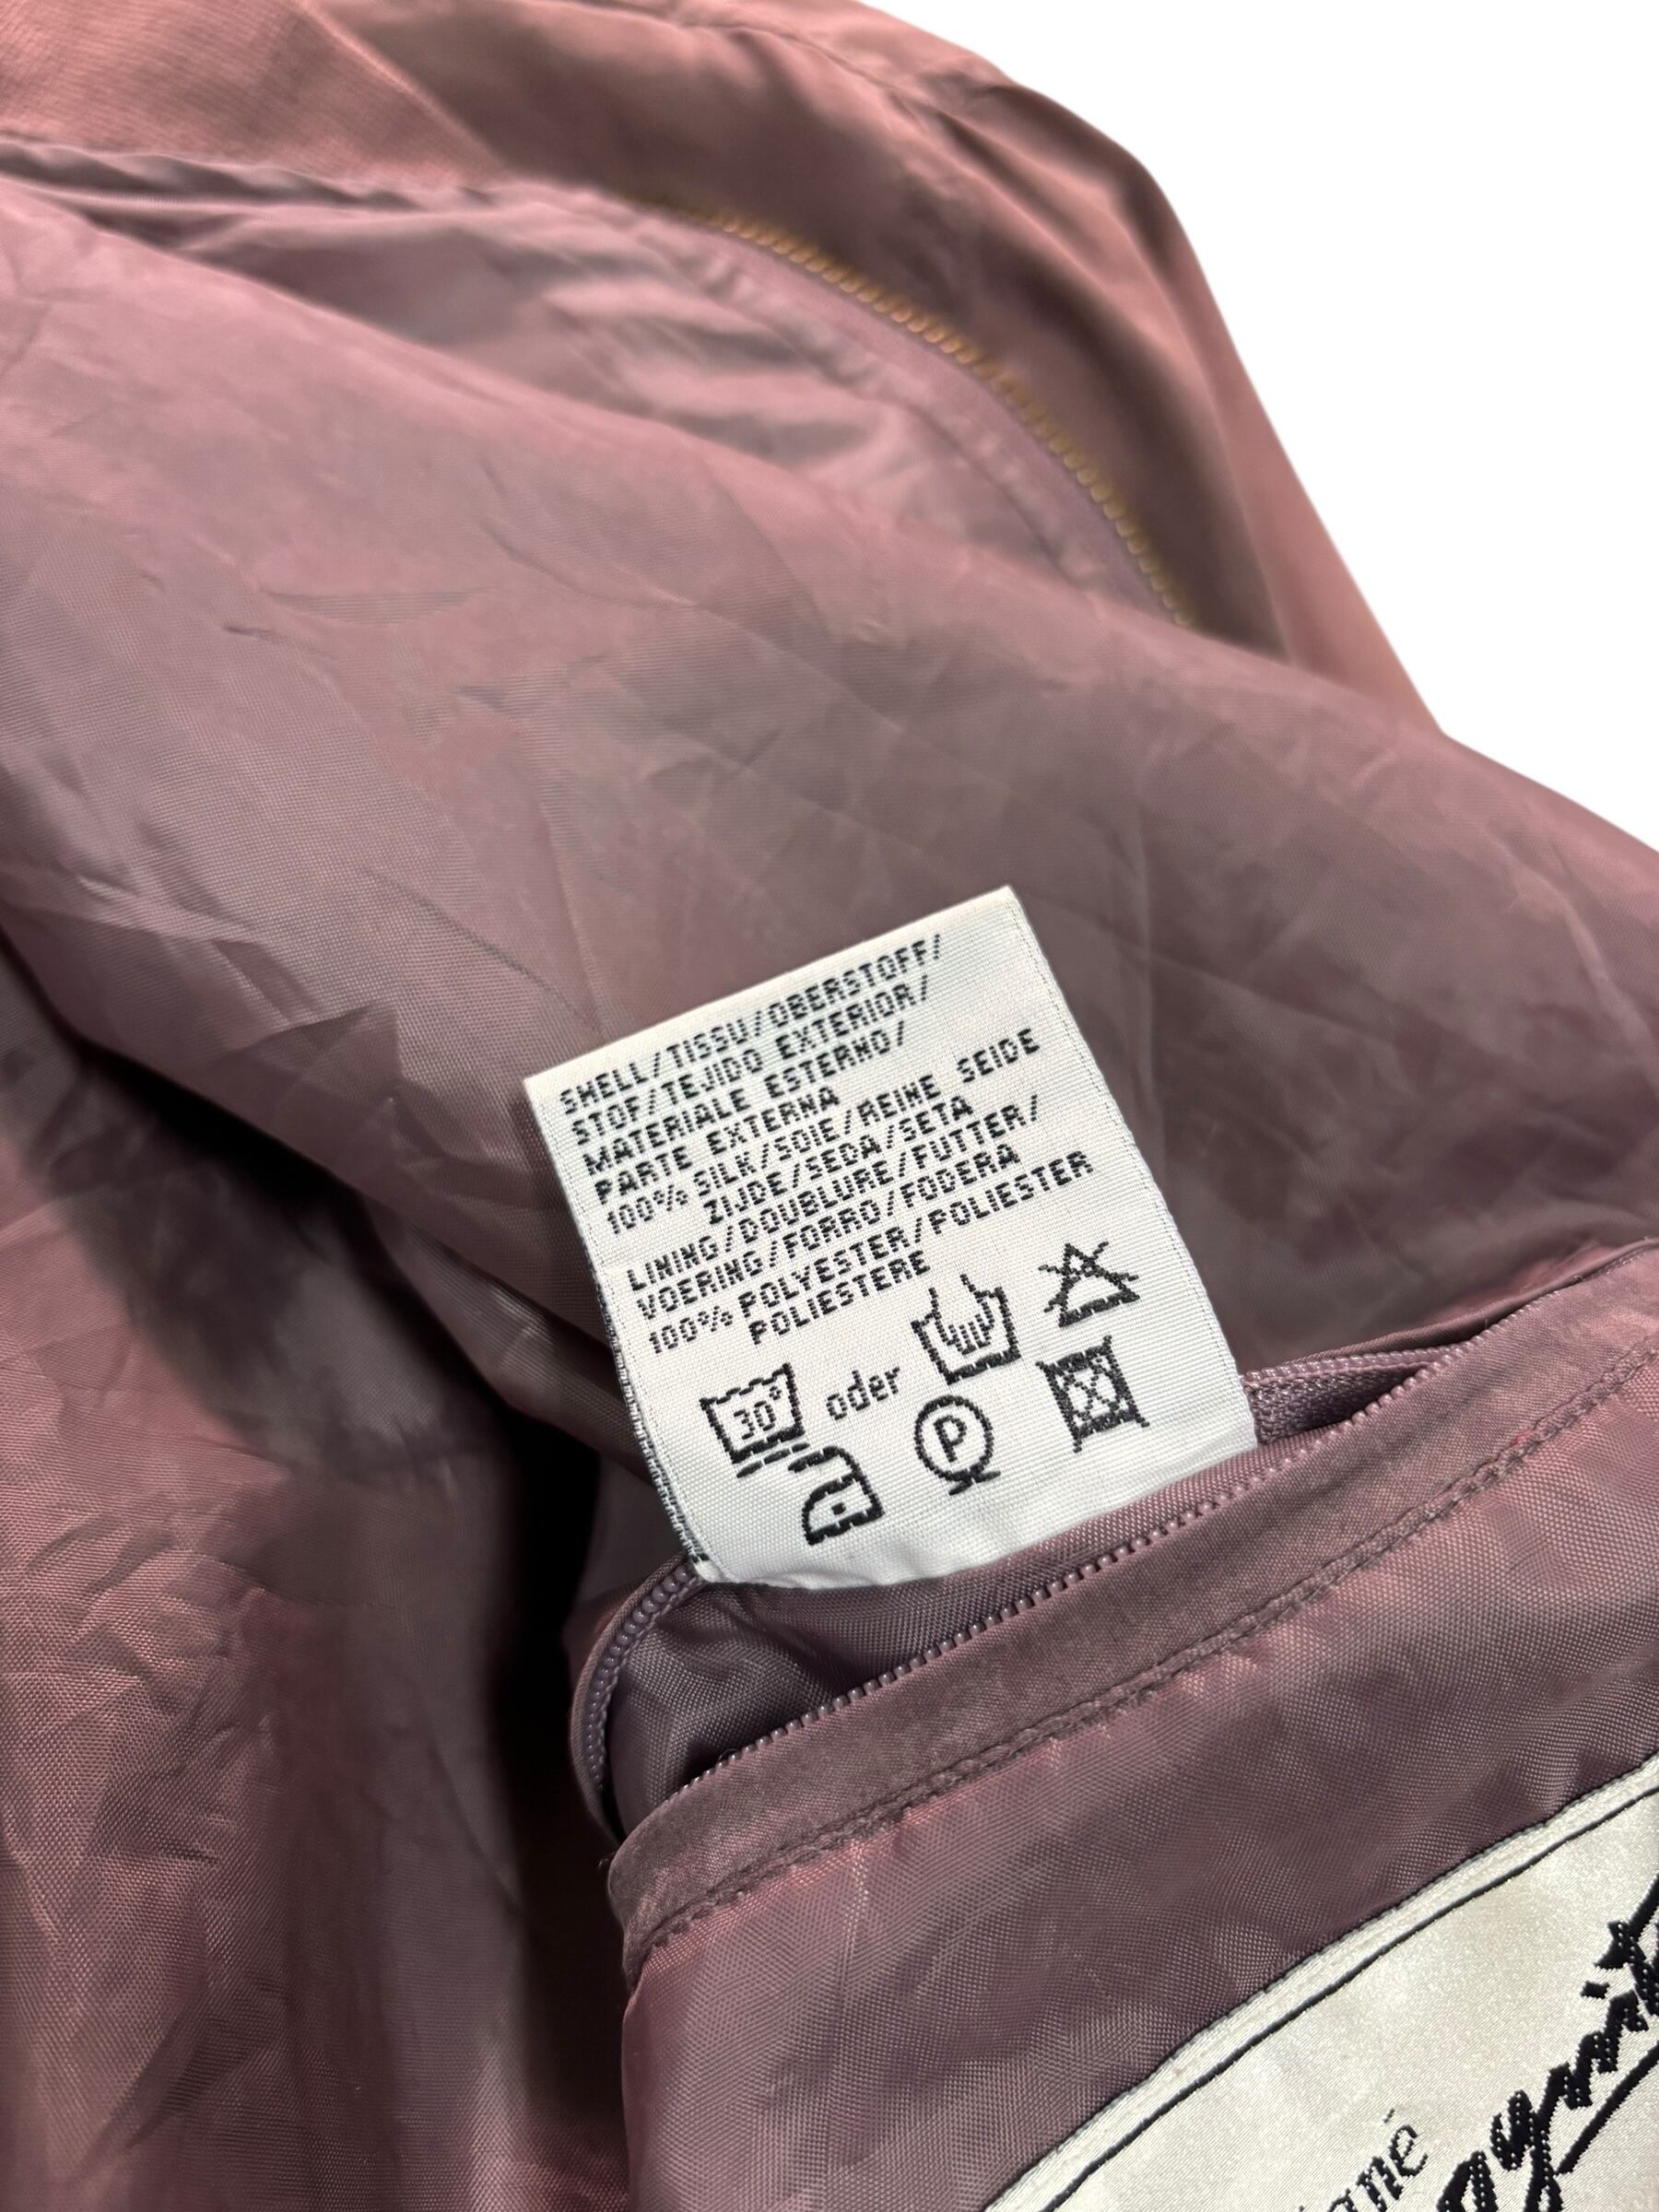 SHELL/TISSU/OBERSTOFF/
STOF/TEJIDO EXTERIOR/
MATERIALE ESTERNO/
PARTE EXTERNA
100% SILK/SOIE/REINE SEIDE
ZIJDE/SEDA/SETA
LINING/DOUBLURE/FUTTER/
VOERING/FORRO/FODERA
100% POLYESTER/POLIESTER
POLIESTERE
30° oder
P